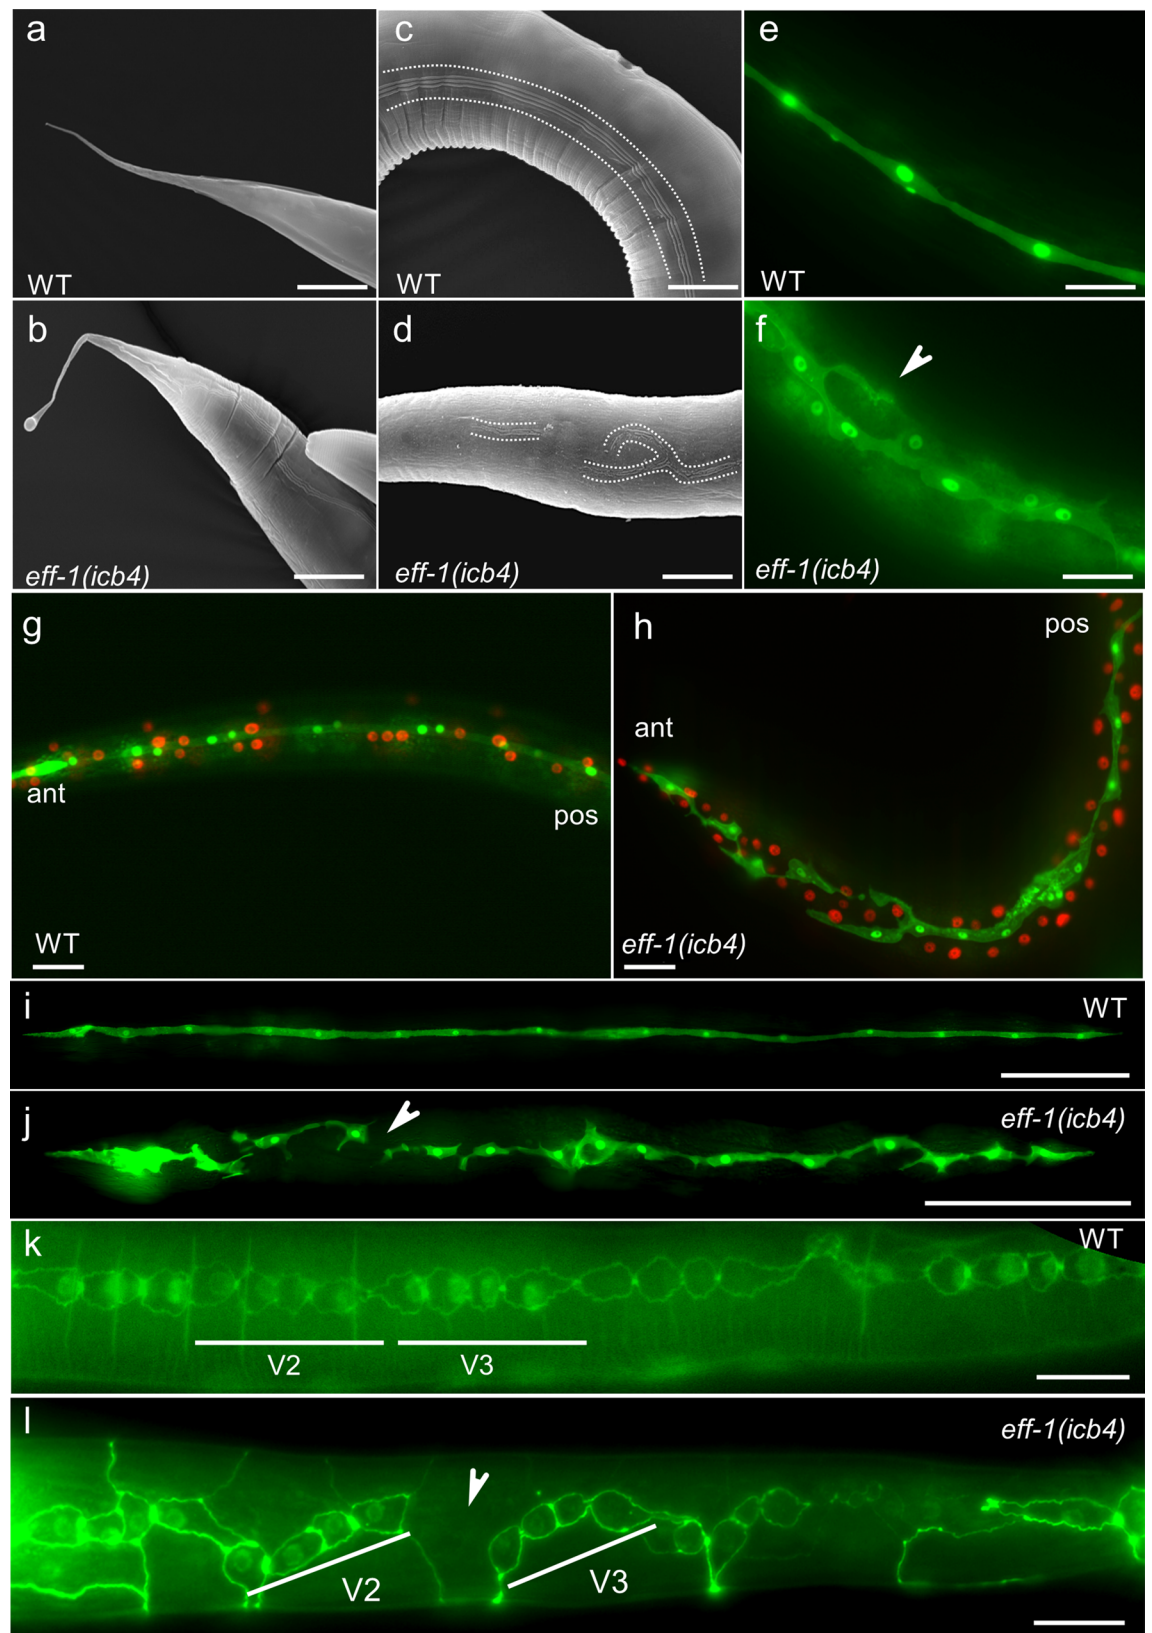 a
WT
c
WT
e
WT
b
eff-1(icb4)
d
eff-1(icb4)
f
eff-1(icb4)
g
ant
pos
WT
h
pos
ant
eff-1(icb4)
i
WT
j
eff-1(icb4)
k
WT
V2
V3
l
eff-1(icb4)
V2
V3